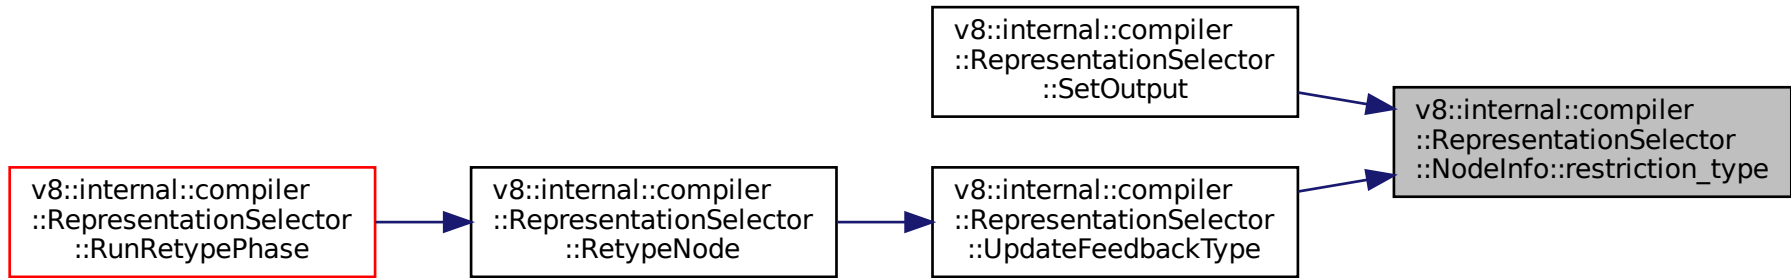 v8::internal::compiler
::RepresentationSelector
::SetOutput
v8::internal::compiler
::RepresentationSelector
::NodeInfo::restriction_type
v8::internal::compiler
::RepresentationSelector
::RunRetypePhase
v8::internal::compiler
::RepresentationSelector
::RetypeNode
v8::internal::compiler
::RepresentationSelector
::UpdateFeedbackType